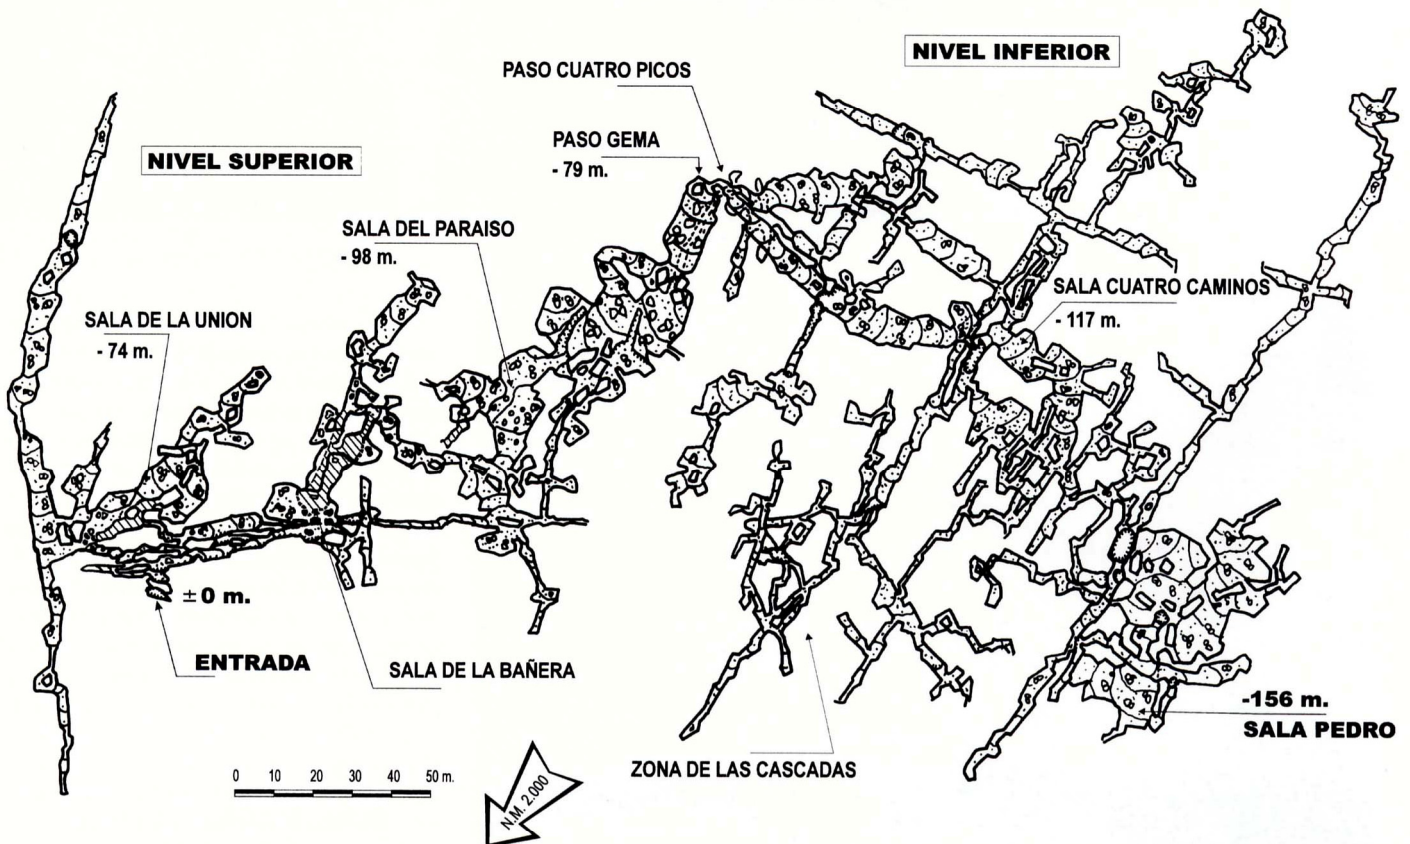 NIVEL INFERIOR
PASO CUATRO PICOS
PASO GEMA
- 79 m.
NIVEL SUPERIOR
SALA DEL PARAISO
- 98 m.
SALA CUATRO CAMINOS
- 117 m.
SALA DE LA UNION
- 74 m.
±0 m.
ENTRADA
SALA DE LA BAÑERA
-156 m.
SALA PEDRO
ZONA DE LAS CASCADAS
0 10 20 30 40 50 m.
N.M. 2.000